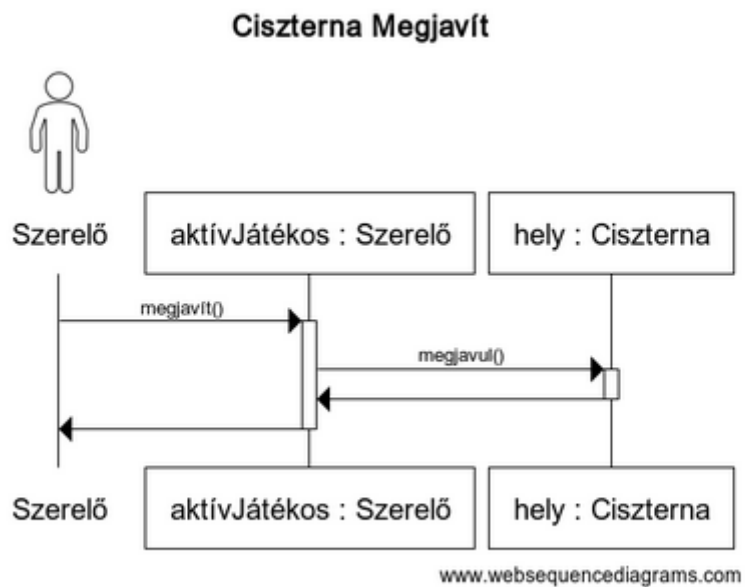 Ciszterna Megjavít
Szerelő
aktívJátékos : Szerelő
hely : Ciszterna
megjavít()
megjavul()
Szerelő
aktívJátékos : Szerelő
hely : Ciszterna
www.websequencediagrams.com